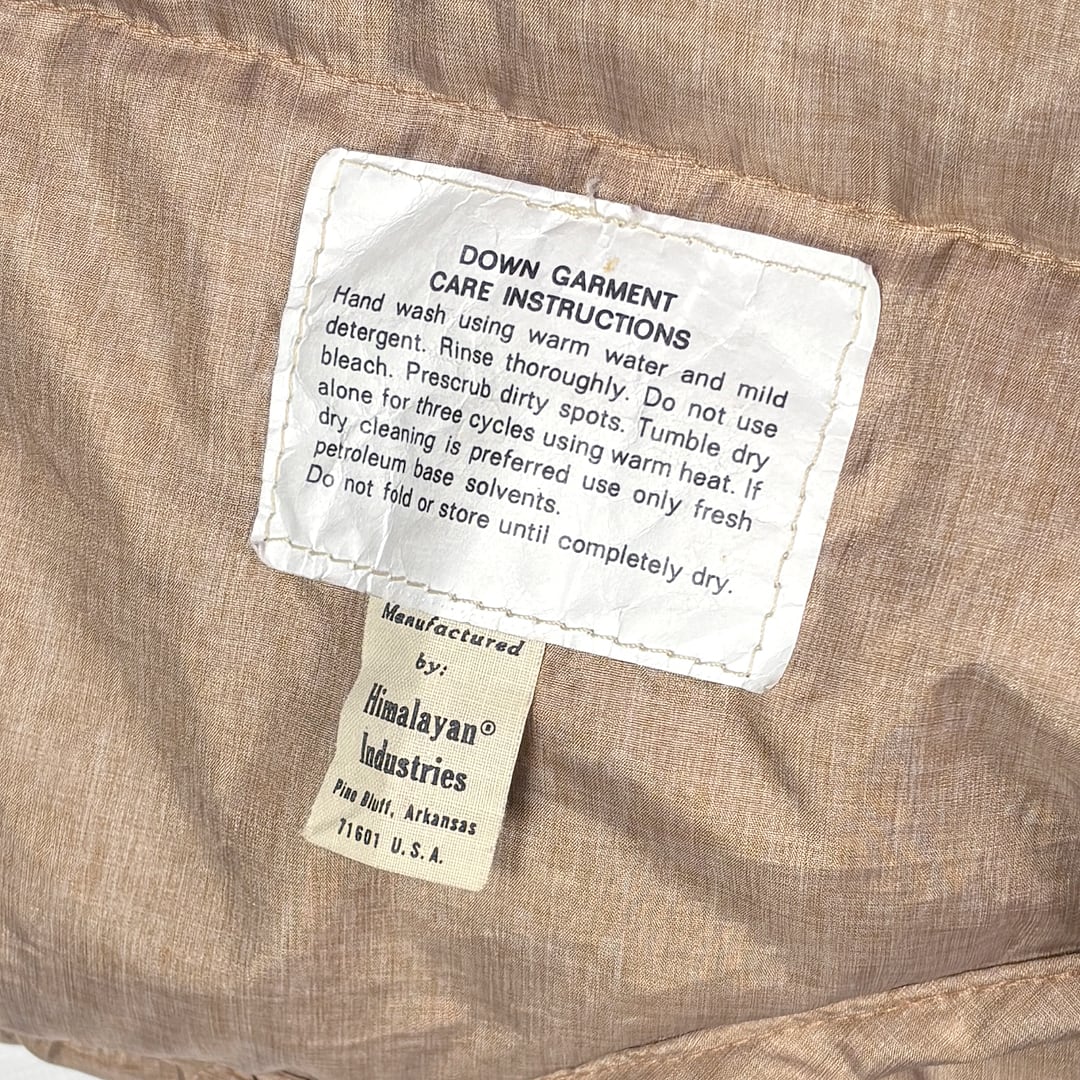 DOWN GARMENT
CARE INSTRUCTIONS
Hand wash using warm water and mild
detergent. Rinse thoroughly. Do not use
bleach. Prescrub dirty spots. Tumble dry
alone for three cycles using warm heat. If
dry cleaning is preferred use only fresh
petroleum base solvents.
Do not fold or store until completely dry.
Manufactured
by:
Himalayan®
Industries
Pine Bluff, Arkansas
71601 U.S.A.